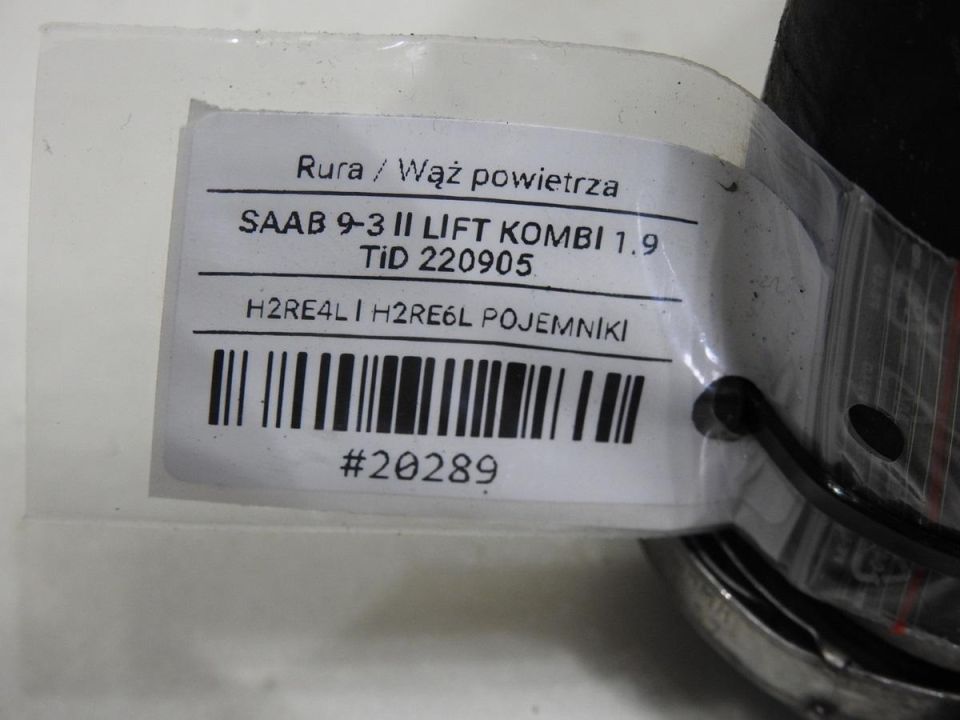 Rura / Wąż powietrza
SAAB 9-3 II LIFT KOMBI 1.9
TiD 220905
H2RE4L | H2RE6L POJEMNIKI
#20289